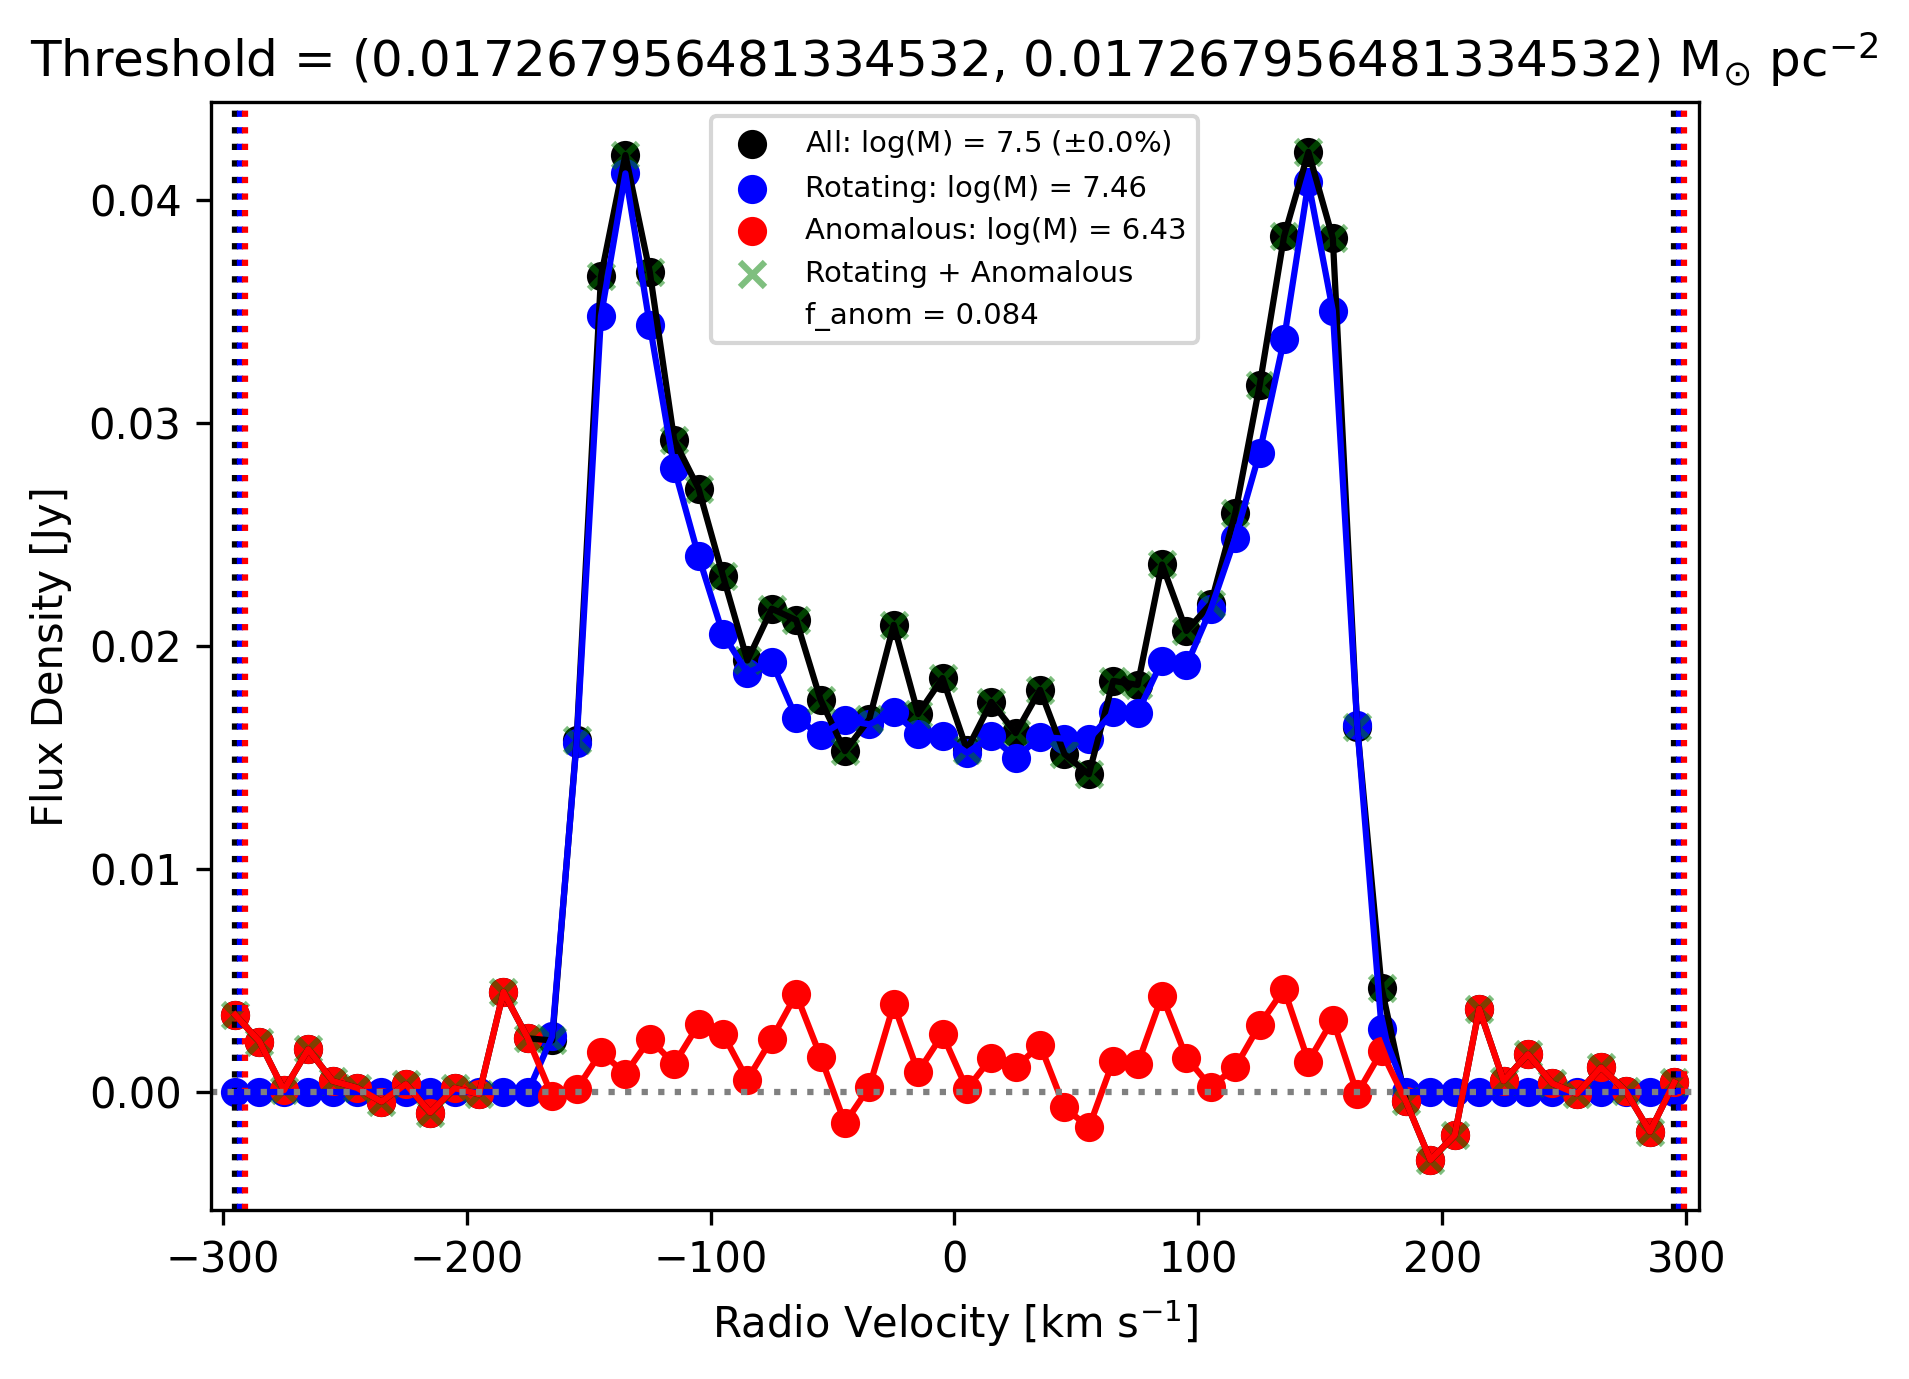 Threshold = (0.017267956481334532, 0.017267956481334532) M⊙ pc⁻²
All: log(M) = 7.5 (±0.0%)
Rotating: log(M) = 7.46
Anomalous: log(M) = 6.43
Rotating + Anomalous
f_anom = 0.084
0.04
0.03
0.02
0.01
0.00
Flux Density [Jy]
−300 −200 −100 0 100 200 300
Radio Velocity [km s⁻¹]